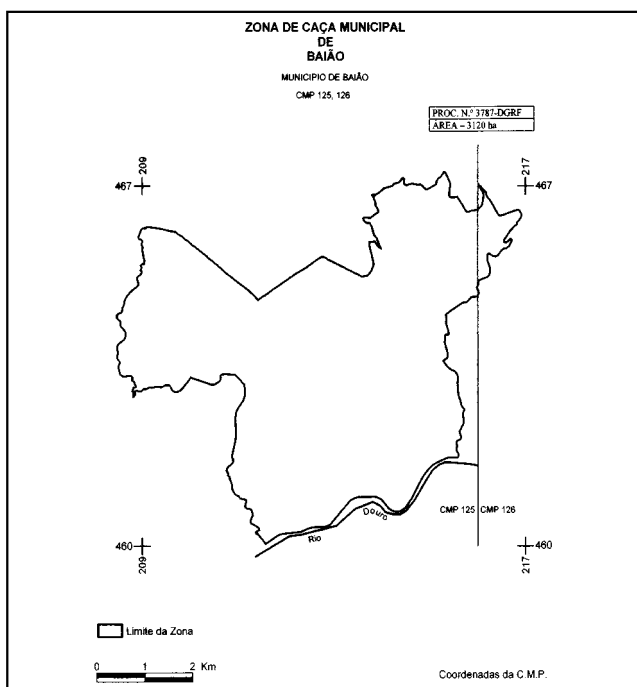 ZONA DE CAÇA MUNICIPAL
DE
BAIÃO
MUNICIPIO DE BAIÃO
CMP 125, 126
PROC. N.º 3787-DGRF
AREA – 3120 ha
209
217
467
467
CMP 125
CMP 126
Rio
Douro
460
460
209
217
Limite da Zona
0 1 2 Km
Coordenadas da C.M.P.